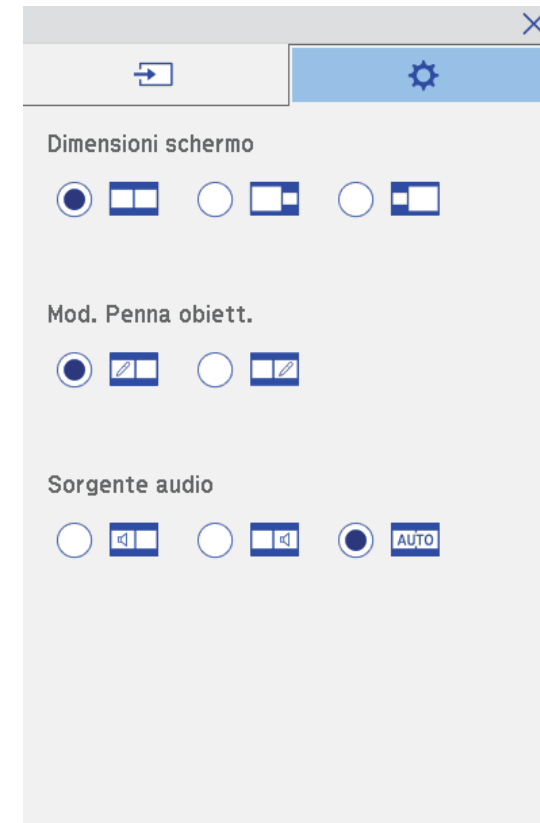 Dimensioni schermo
Mod. Penna obiett.
Sorgente audio
AUTO